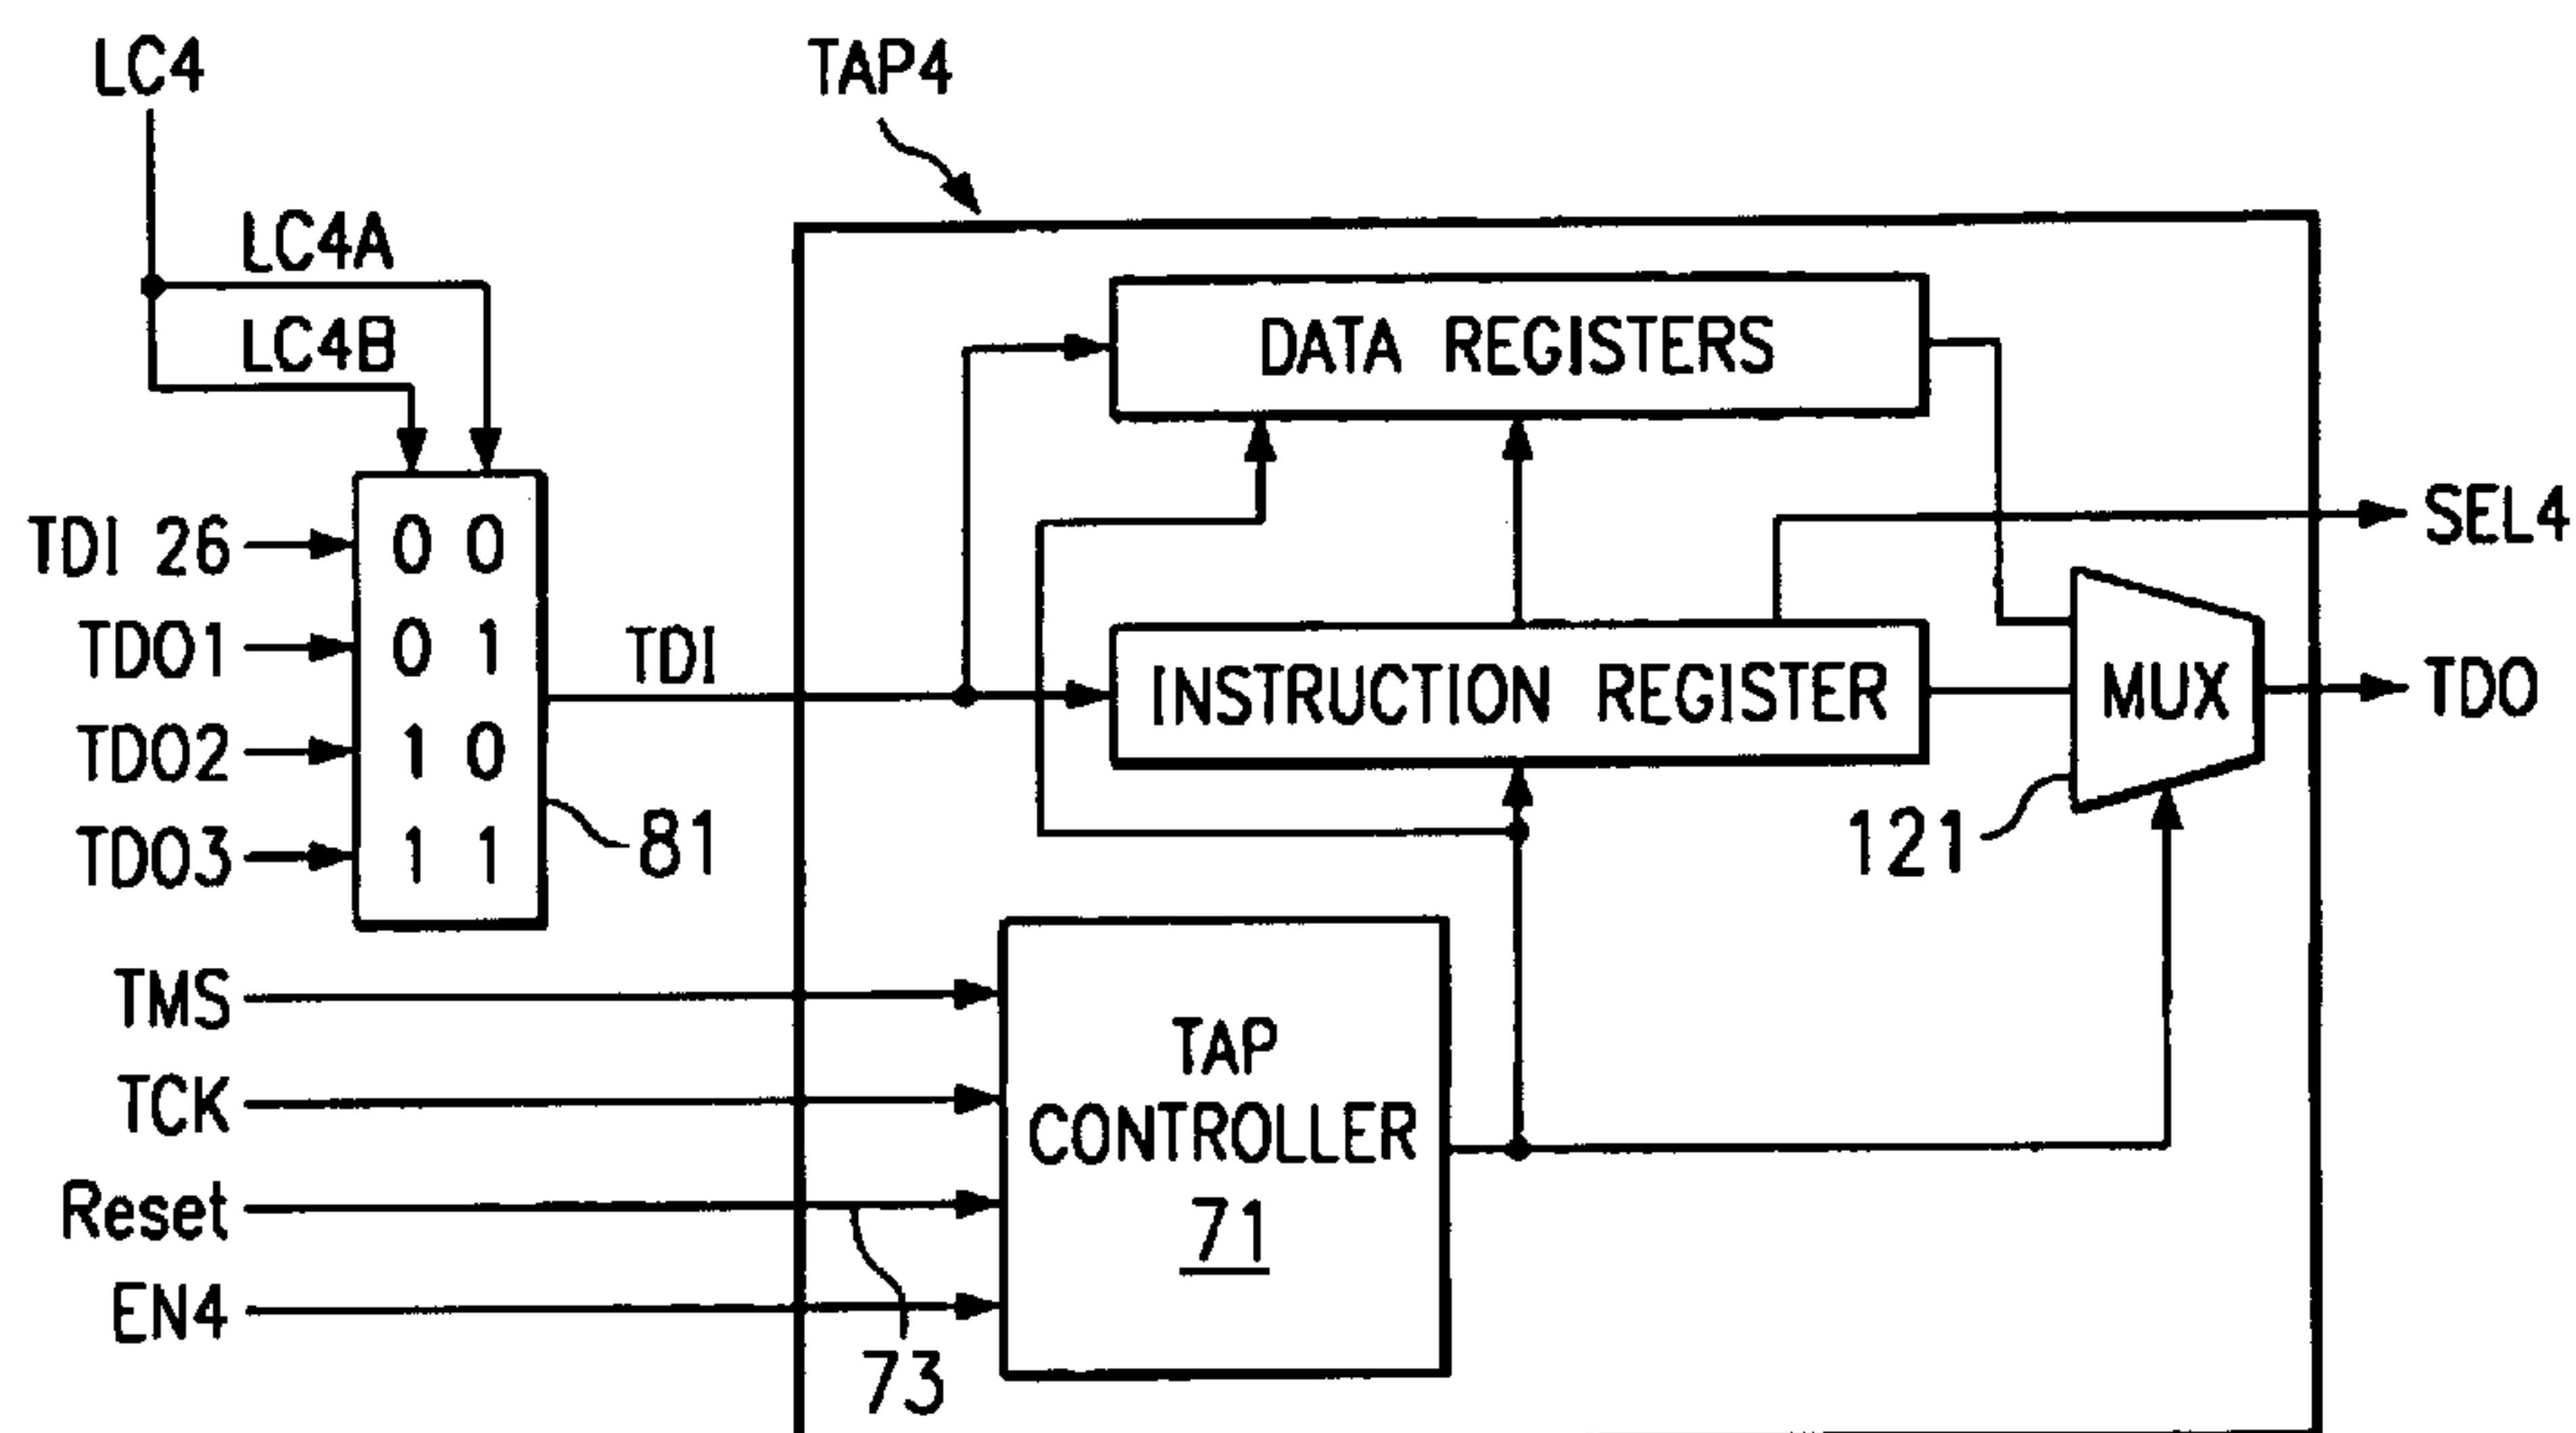 LC4
TAP4
LC4A
LC4B
DATA REGISTERS
TDI 26
0 0
SEL4
TDO1
0 1
TDI
INSTRUCTION REGISTER
MUX
TDO
TDO2
1 0
TDO3
1 1
81
121
TMS
TAP
CONTROLLER
71
TCK
Reset
EN4
73